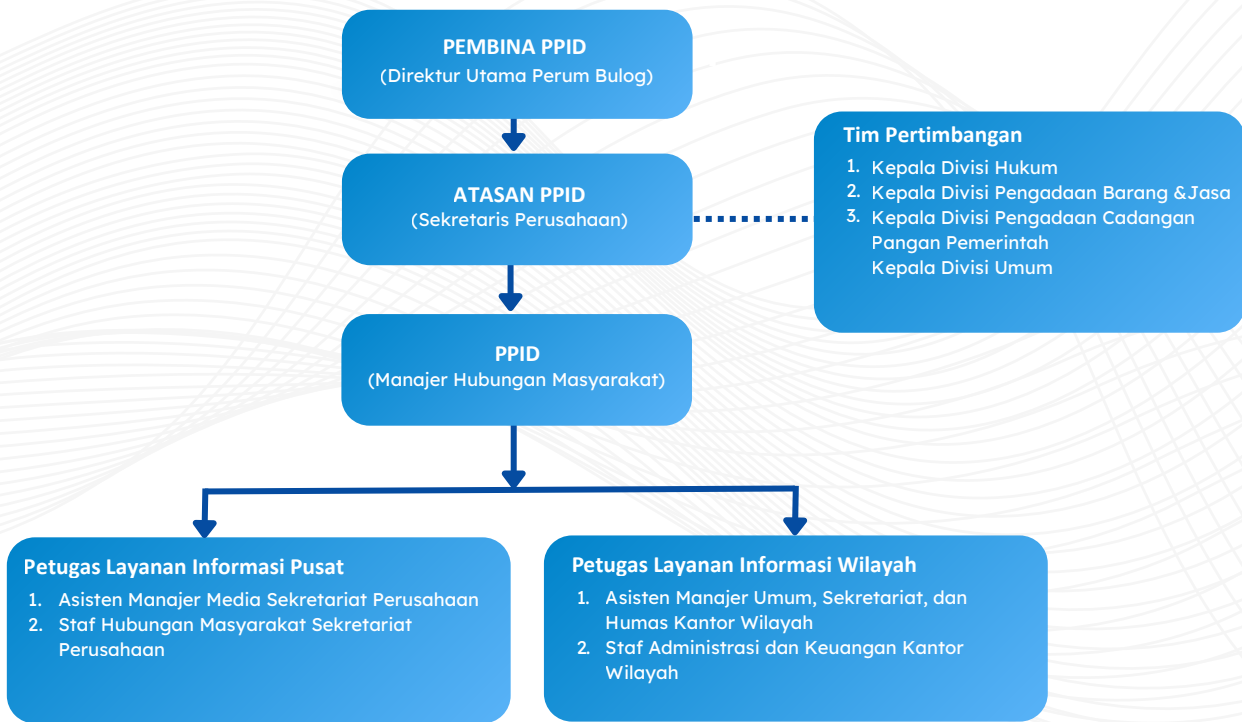 PEMBINA PPID
(Direktur Utama Perum Bulog)
ATASAN PPID
(Sekretaris Perusahaan)
Tim Pertimbangan
1. Kepala Divisi Hukum
2. Kepala Divisi Pengadaan Barang &Jasa
3. Kepala Divisi Pengadaan Cadangan
Pangan Pemerintah
Kepala Divisi Umum
PPID
(Manajer Hubungan Masyarakat)
Petugas Layanan Informasi Pusat
1. Asisten Manajer Media Sekretariat Perusahaan
2. Staf Hubungan Masyarakat Sekretariat
Perusahaan
Petugas Layanan Informasi Wilayah
1. Asisten Manajer Umum, Sekretariat, dan
Humas Kantor Wilayah
2. Staf Administrasi dan Keuangan Kantor
Wilayah